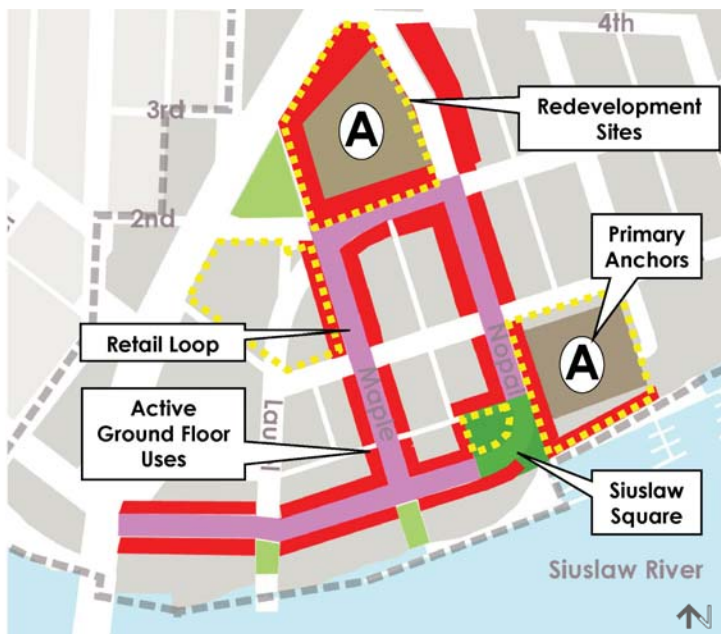 4th
Redevelopment
Sites
A
3rd
2nd
Primary
Anchors
Retail Loop
Nopal
A
Maple
Active
Ground Floor
Uses
Laurel
Siuslaw
Square
Siuslaw River
N